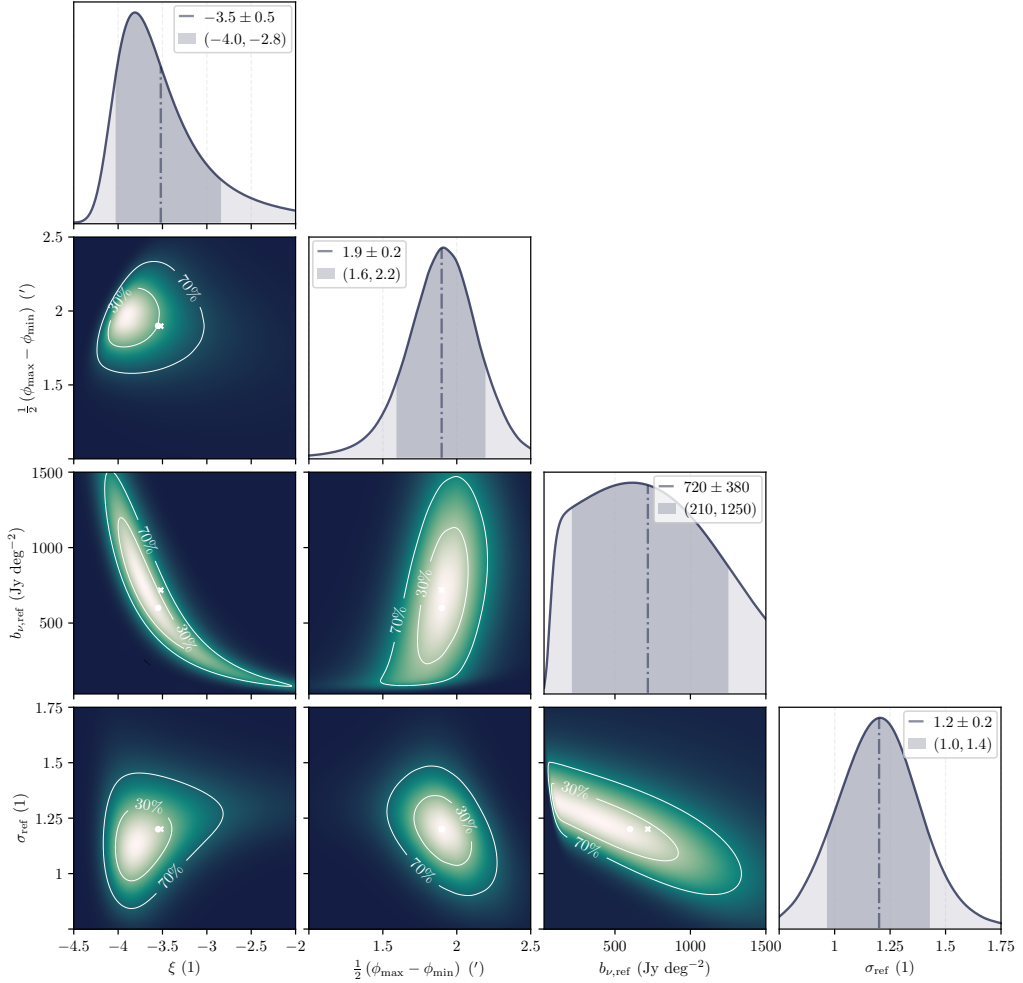 −3.5 ± 0.5
(−4.0, −2.8)
2.5
2
1.5
½(ϕmax − ϕmin) (′)
30%
70%
1.9 ± 0.2
(1.6, 2.2)
1500
1000
500
bν,ref (Jy deg⁻²)
70%
30%
30%
70%
720 ± 380
(210, 1250)
1.75
1.5
1.25
1
σref (1)
30%
70%
30%
70%
30%
70%
1.2 ± 0.2
(1.0, 1.4)
−4.5 −4 −3.5 −3 −2.5 −2
ξ (1)
1.5 2 2.5
½(ϕmax − ϕmin) (′)
500 1000 1500
bν,ref (Jy deg⁻²)
1 1.25 1.5 1.75
σref (1)